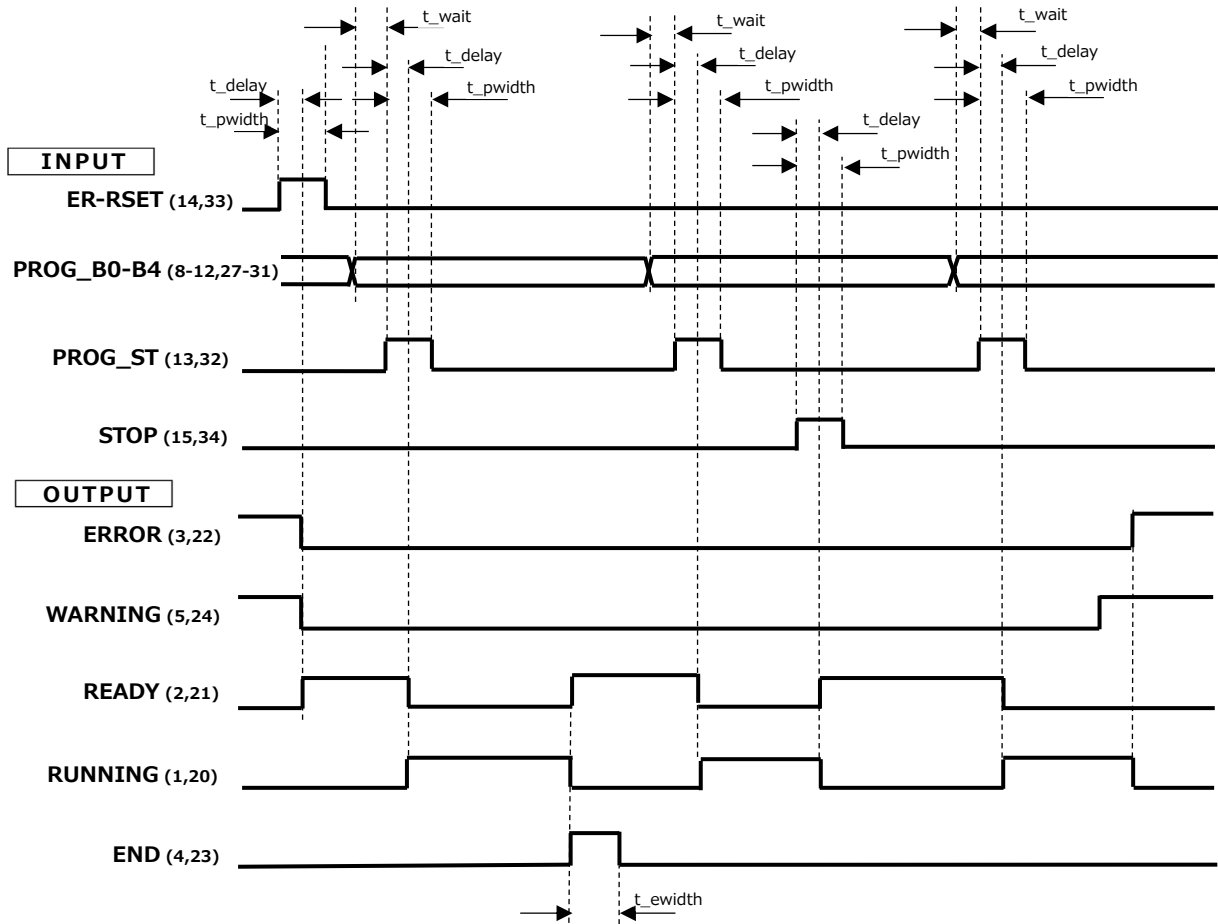 t_wait
t_wait
t_wait
t_delay
t_delay
t_delay
t_delay
t_pwidth
t_pwidth
t_pwidth
t_pwidth
t_delay
t_pwidth
INPUT
ER-RSET (14,33)
PROG_B0-B4 (8-12,27-31)
PROG_ST (13,32)
STOP (15,34)
OUTPUT
ERROR (3,22)
WARNING (5,24)
READY (2,21)
RUNNING (1,20)
END (4,23)
t_ewidth